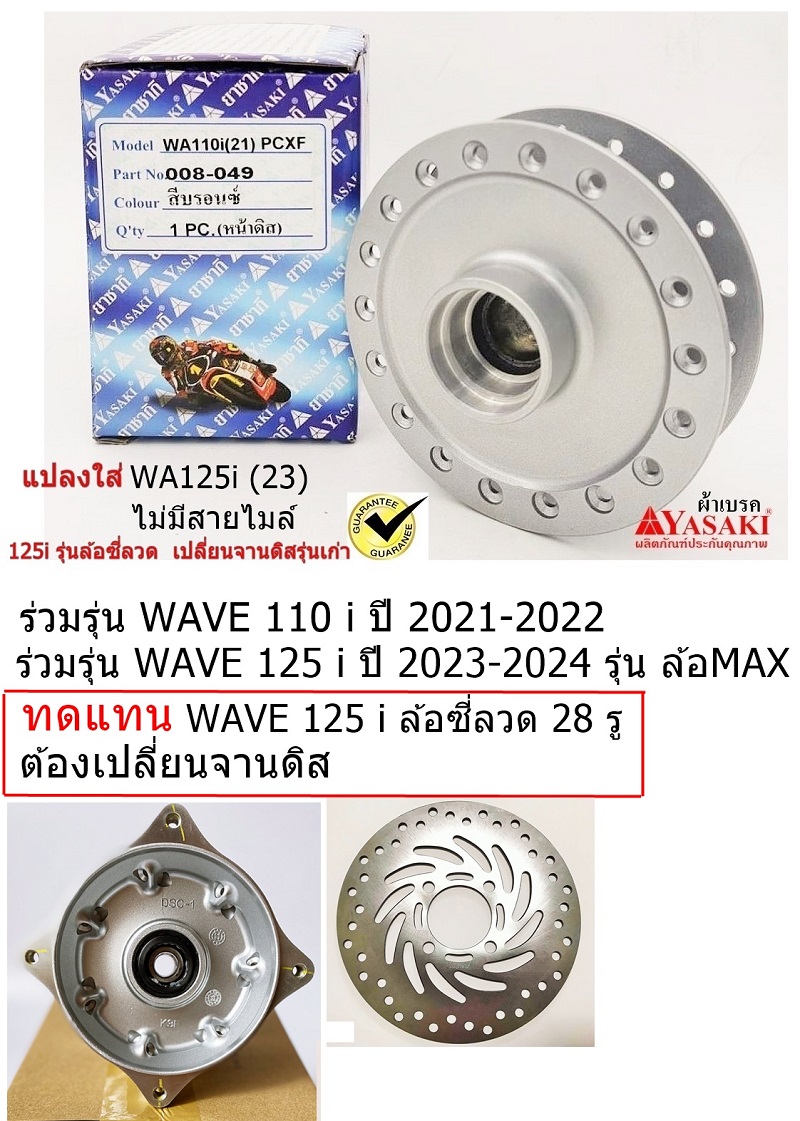 YASAKI ยาซากิ
Model WA110i(21) PCXF
Part No. 008-049
Colour สีบรอนซ์
Q'ty 1 PC.(หน้าดิส)
แปลงใส่ WA125i (23)
ไม่มีสายไมล์
125i รุ่นล้อซี่ลวด เปลี่ยนจานดิสรุ่นเก่า
GUARANTEE
GUARANEE
ผ้าเบรค
YASAKI®
ผลิตภัณฑ์ประกันคุณภาพ
ร่วมรุ่น WAVE 110 i ปี 2021-2022
ร่วมรุ่น WAVE 125 i ปี 2023-2024 รุ่น ล้อMAX
ทดแทน WAVE 125 i ล้อซี่ลวด 28 รู
ต้องเปลี่ยนจานดิส
DSC-1